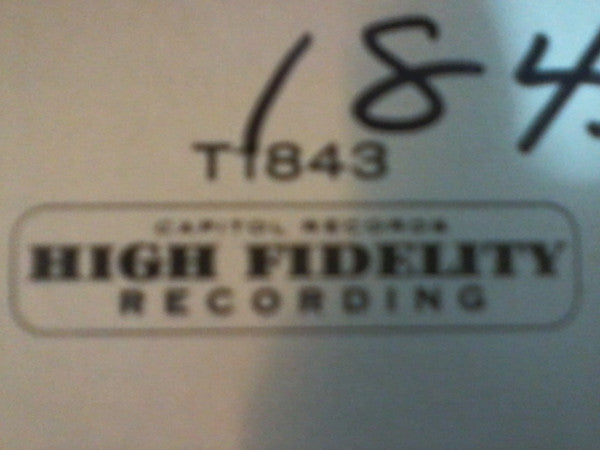 184
T1843
CAPITOL RECORDS
HIGH FIDELITY
RECORDING